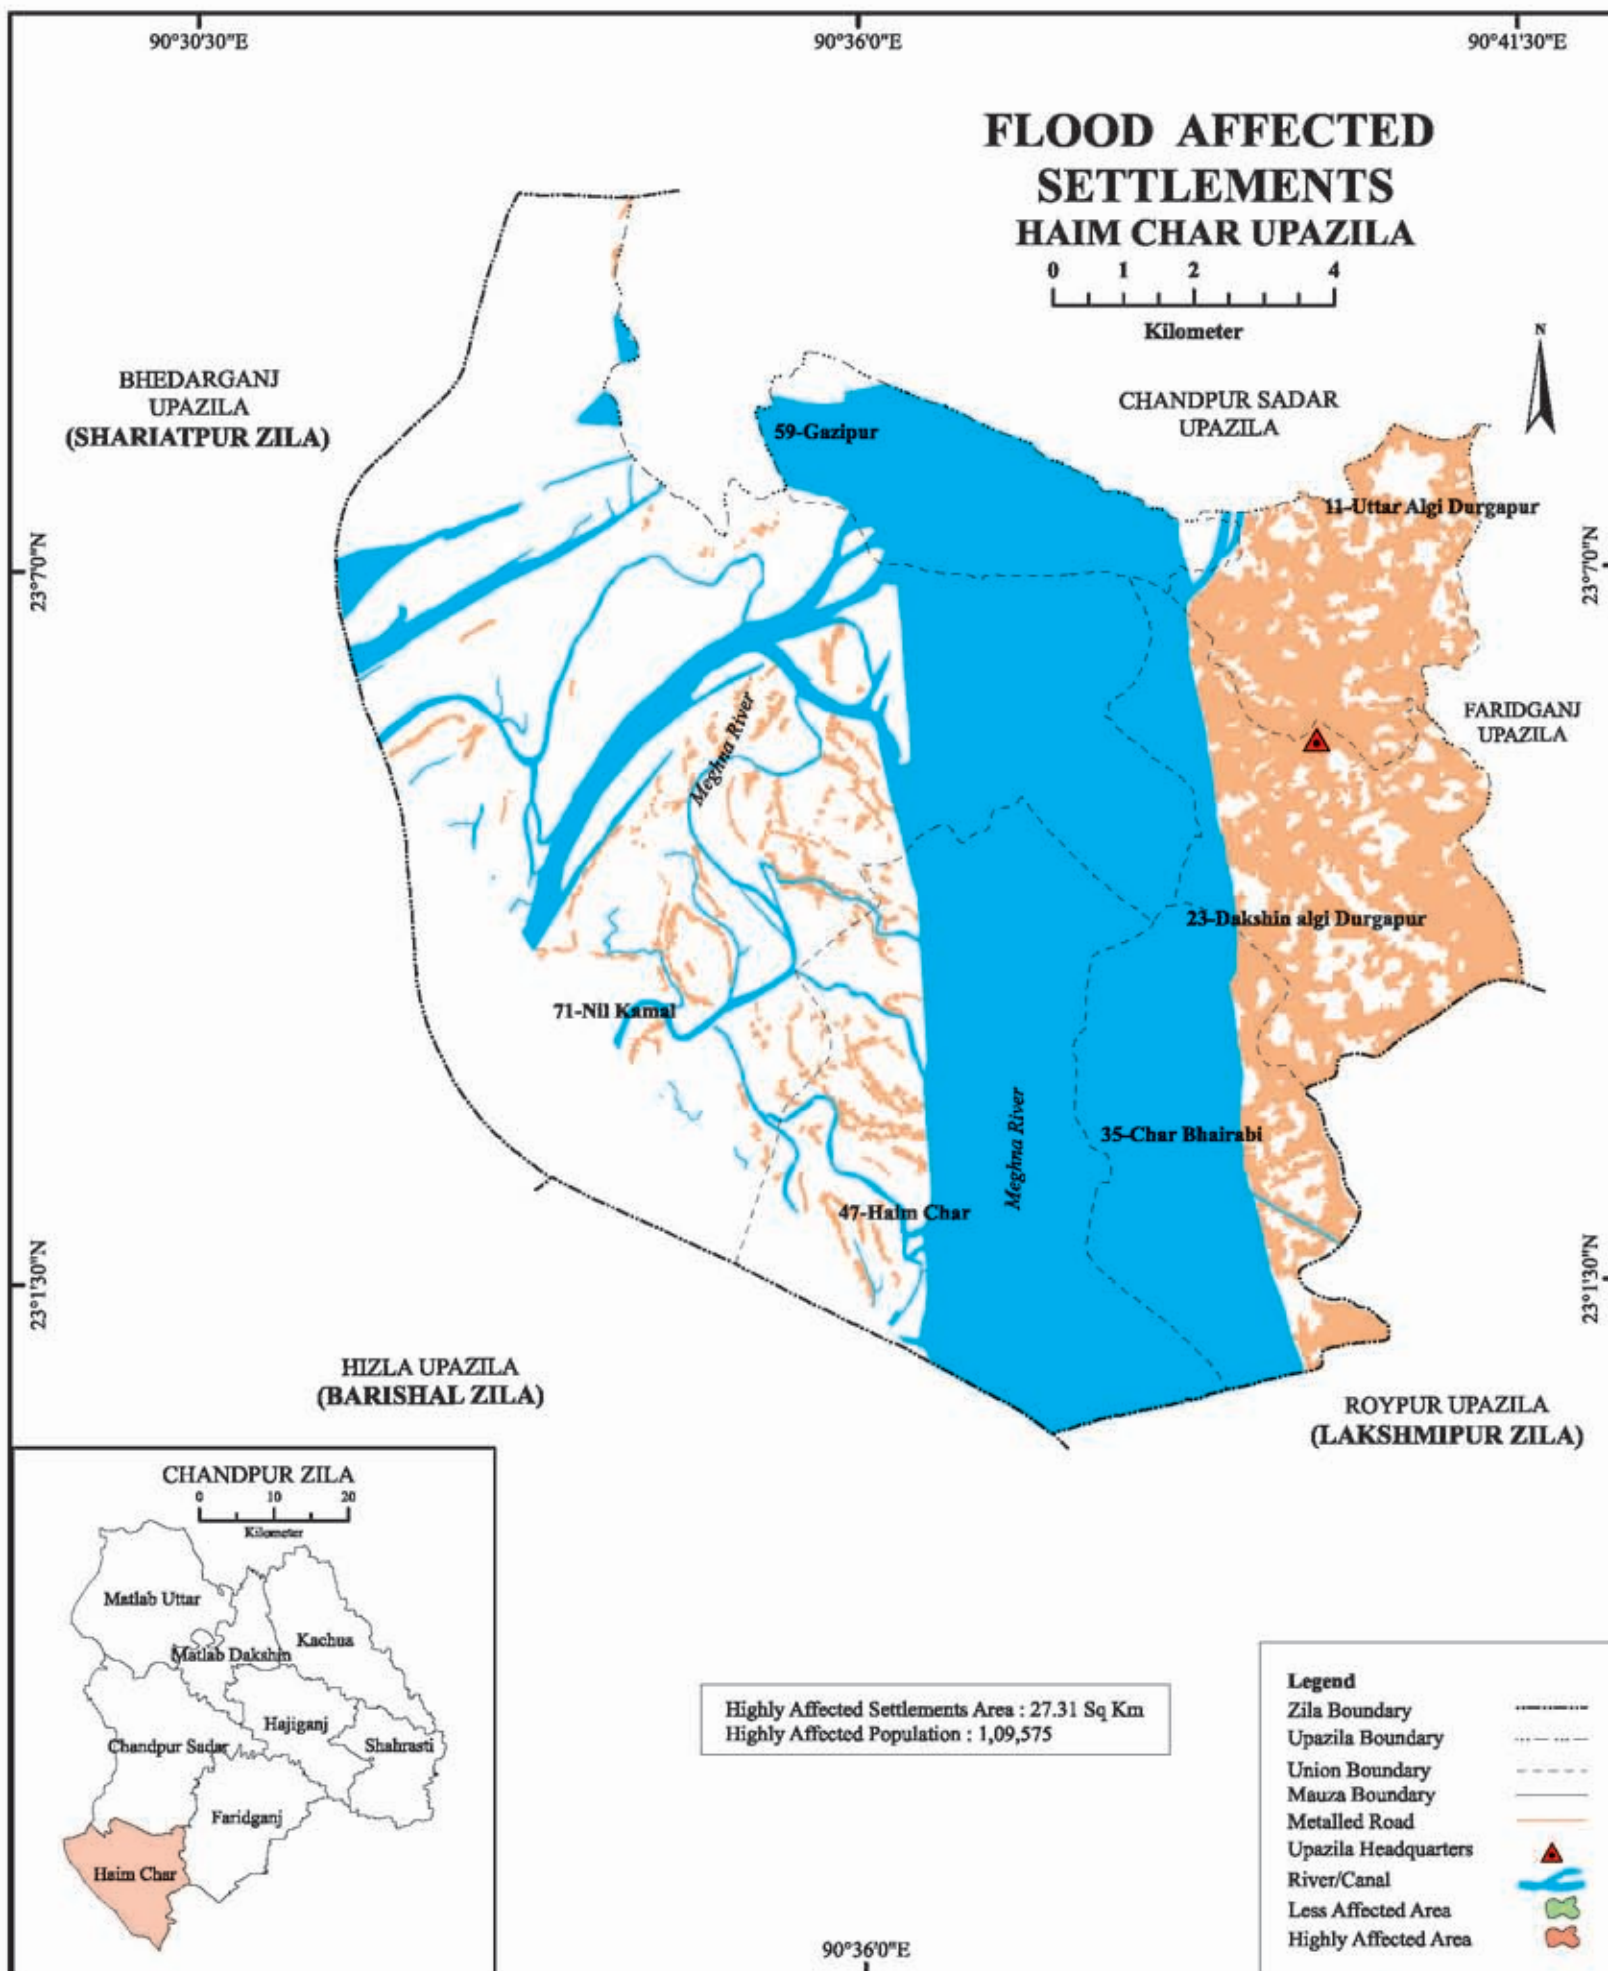 90°30'30"E
90°36'0"E
90°41'30"E
FLOOD AFFECTED
SETTLEMENTS
HAIM CHAR UPAZILA
0 1 2 4
Kilometer
N
BHEDARGANJ
UPAZILA
(SHARIATPUR ZILA)
CHANDPUR SADAR
UPAZILA
59-Gazipur
11-Uttar Algi Durgapur
23°7'0"N
23°7'0"N
FARIDGANJ
UPAZILA
Meghna River
23-Dakshin algi Durgapur
71-Nil Kamal
Meghna River
35-Char Bhairabi
47-Haim Char
23°1'30"N
23°1'30"N
HIZLA UPAZILA
(BARISHAL ZILA)
ROYPUR UPAZILA
(LAKSHMIPUR ZILA)
CHANDPUR ZILA
0 10 20
Kilometer
Matlab Uttar
Kachua
Matlab Dakshin
Hajiganj
Chandpur Sadar
Shahrasti
Faridganj
Haim Char
Highly Affected Settlements Area : 27.31 Sq Km
Highly Affected Population : 1,09,575
Legend
Zila Boundary
Upazila Boundary
Union Boundary
Mauza Boundary
Metalled Road
Upazila Headquarters
River/Canal
Less Affected Area
Highly Affected Area
90°36'0"E